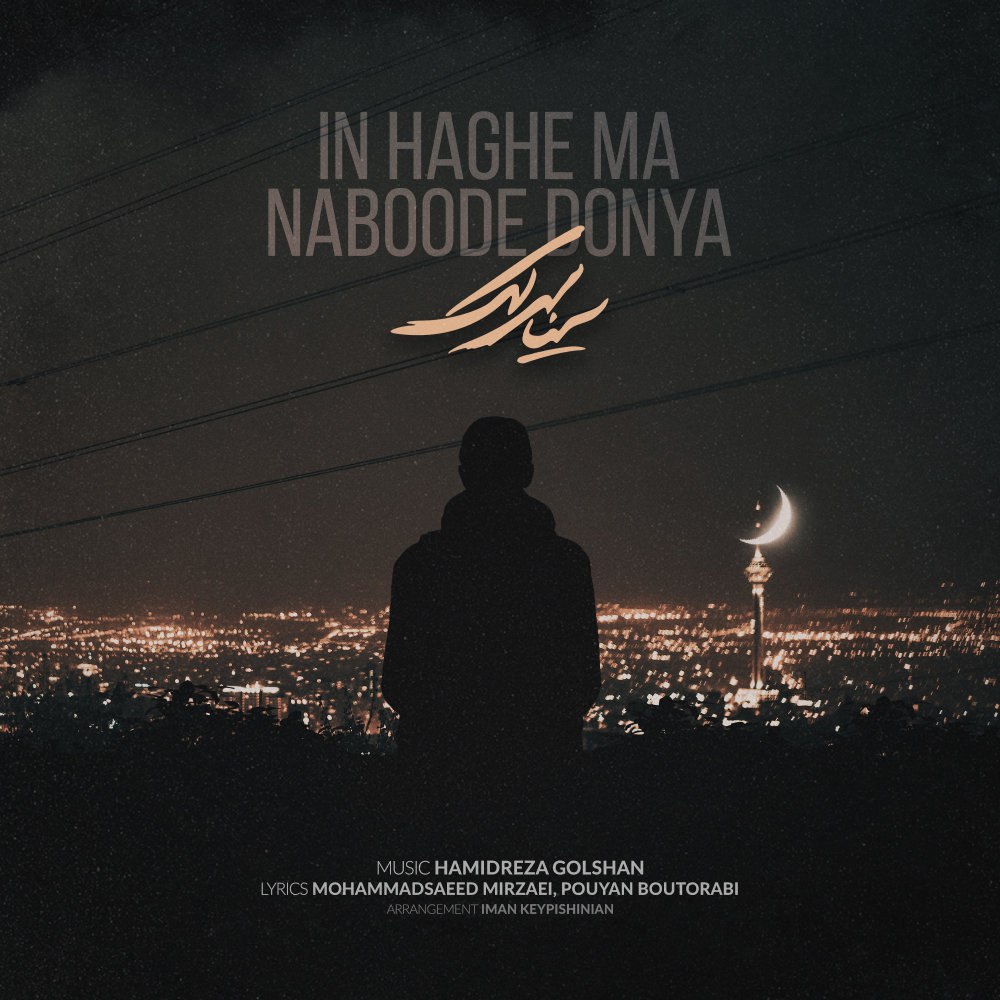 IN HAGHE MA
NABOODE DONYA
MUSIC HAMIDREZA GOLSHAN
LYRICS MOHAMMADSAEED MIRZAEI, POUYAN BOUTORABI
ARRANGEMENT IMAN KEYPISHINIAN